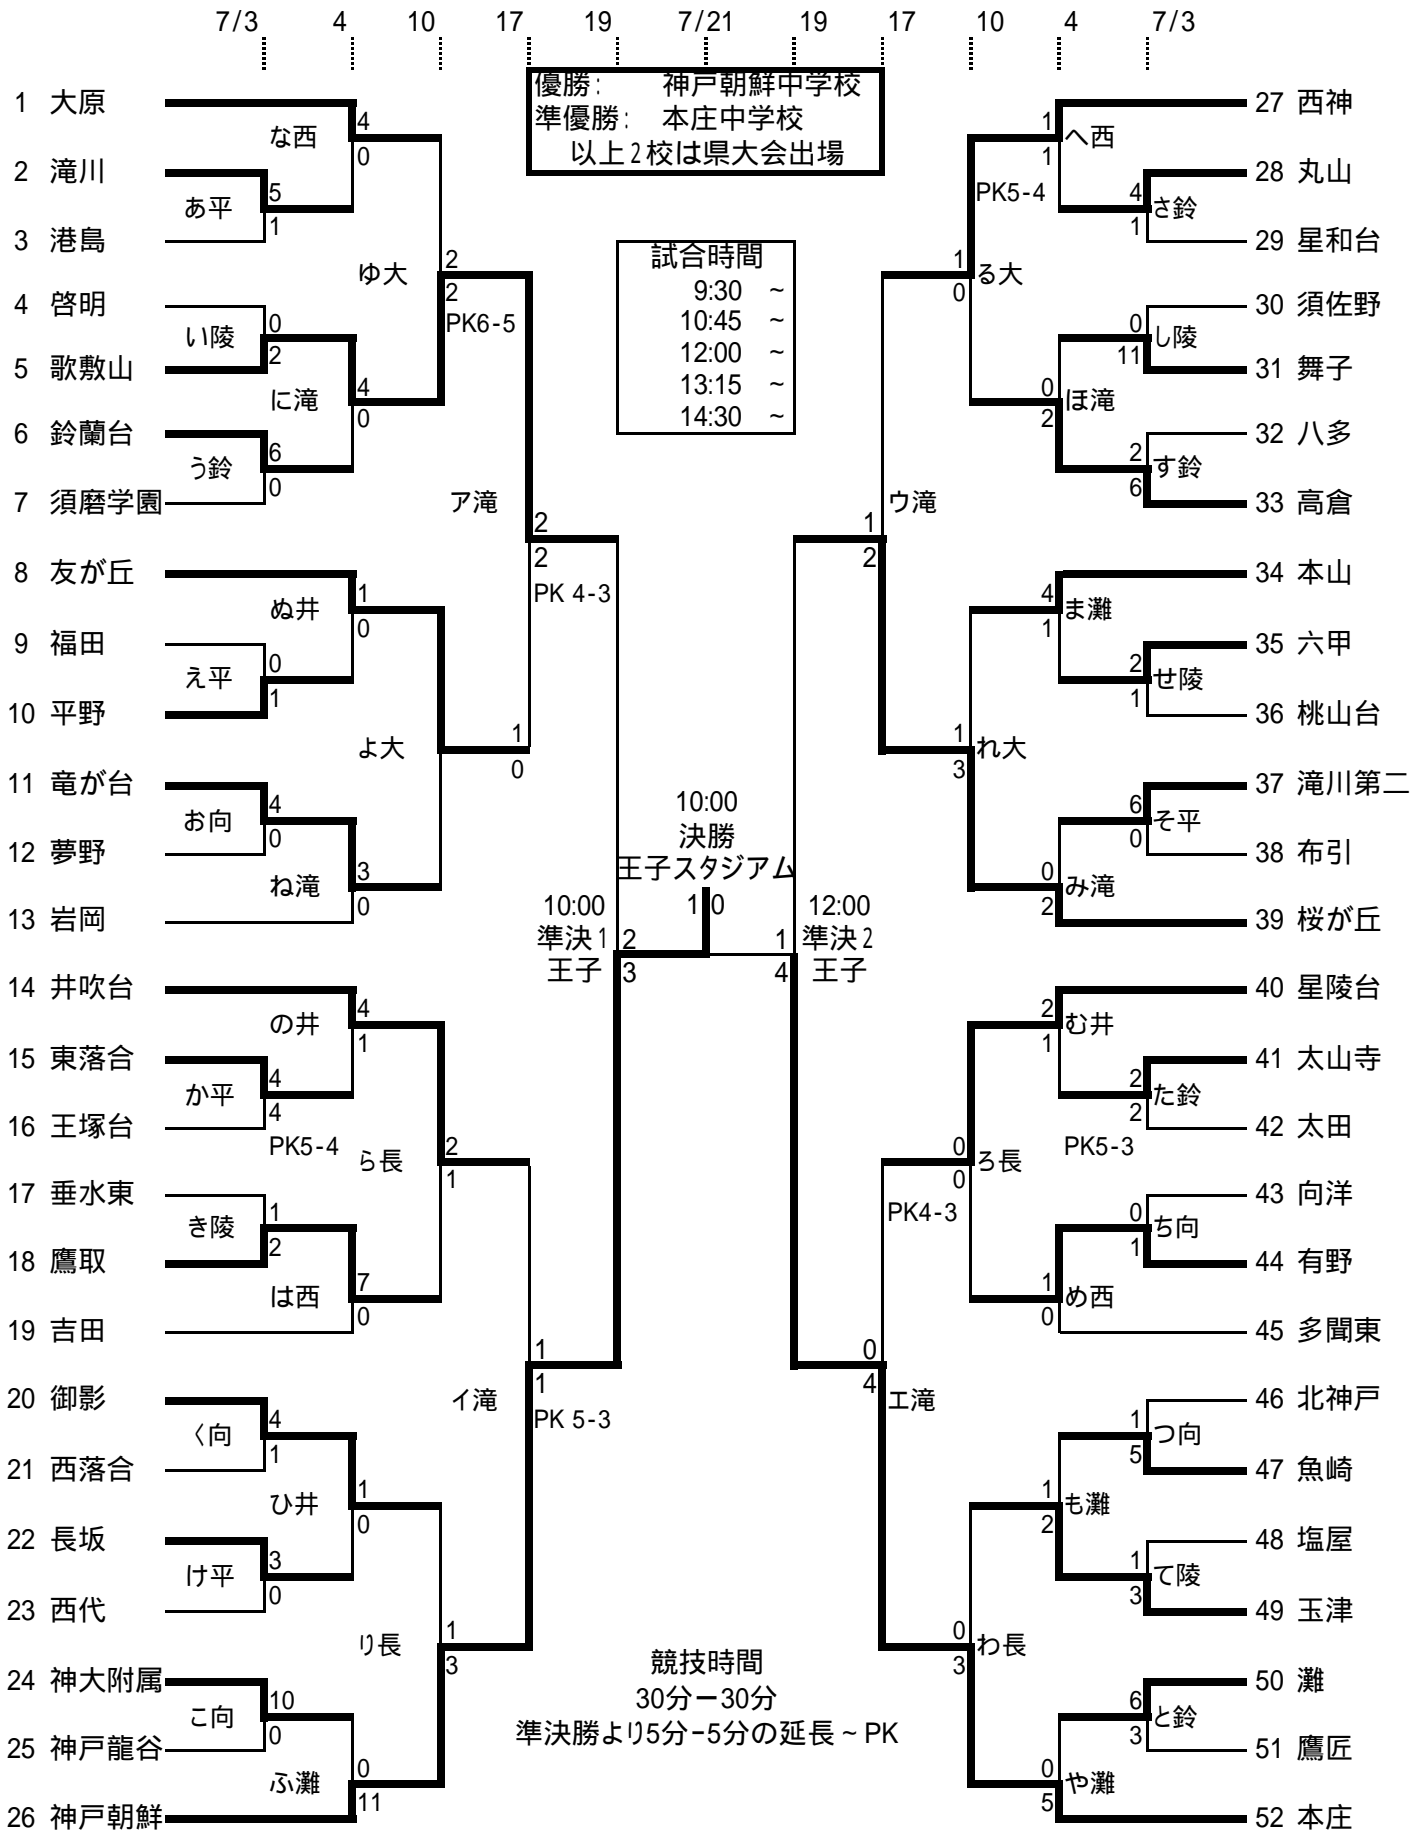 7/3 4 10 17 19 7/21 19 17 10 4 7/3
優勝: 神戸朝鮮中学校
準優勝: 本庄中学校
以上2校は県大会出場
試合時間
9:30 ~
10:45 ~
12:00 ~
13:15 ~
14:30 ~
1 大原
2 滝川
3 港島
4 啓明
5 歌敷山
6 鈴蘭台
7 須磨学園
8 友が丘
9 福田
10 平野
11 竜が台
12 夢野
13 岩岡
14 井吹台
15 東落合
16 王塚台
17 垂水東
18 鷹取
19 吉田
20 御影
21 西落合
22 長坂
23 西代
24 神大附属
25 神戸龍谷
26 神戸朝鮮
あ平
5
1
い陵
0
2
う鈴
6
0
え平
0
1
お向
4
0
か平
4
4
PK5-4
き陵
1
2
く向
4
1
け平
3
0
こ向
10
0
な西
4
0
に滝
4
0
ぬ井
1
0
ね滝
3
0
の井
4
1
は西
7
0
ひ井
1
0
ふ灘
0
11
ゆ大
2
2
PK6-5
よ大
1
0
ら長
2
1
り長
1
3
ア滝
2
2
PK 4-3
イ滝
1
1
PK 5-3
10:00
準決1
王子
2
3
10:00
決勝
王子スタジアム
1 0
12:00
準決2
王子
1
4
競技時間
30分ー30分
準決勝より5分-5分の延長~PK
ウ滝
1
2
エ滝
0
4
る大
1
0
れ大
1
3
ろ長
0
0
PK4-3
わ長
0
3
へ西
1
1
PK5-4
ほ滝
0
2
ま灘
4
1
み滝
0
2
む井
2
1
め西
1
0
も灘
1
2
や灘
0
5
さ鈴
4
1
し陵
0
11
す鈴
2
6
せ陵
2
1
そ平
6
0
た鈴
2
2
PK5-3
ち向
0
1
つ向
1
5
て陵
1
3
と鈴
6
3
27 西神
28 丸山
29 星和台
30 須佐野
31 舞子
32 八多
33 高倉
34 本山
35 六甲
36 桃山台
37 滝川第二
38 布引
39 桜が丘
40 星陵台
41 太山寺
42 太田
43 向洋
44 有野
45 多聞東
46 北神戸
47 魚崎
48 塩屋
49 玉津
50 灘
51 鷹匠
52 本庄